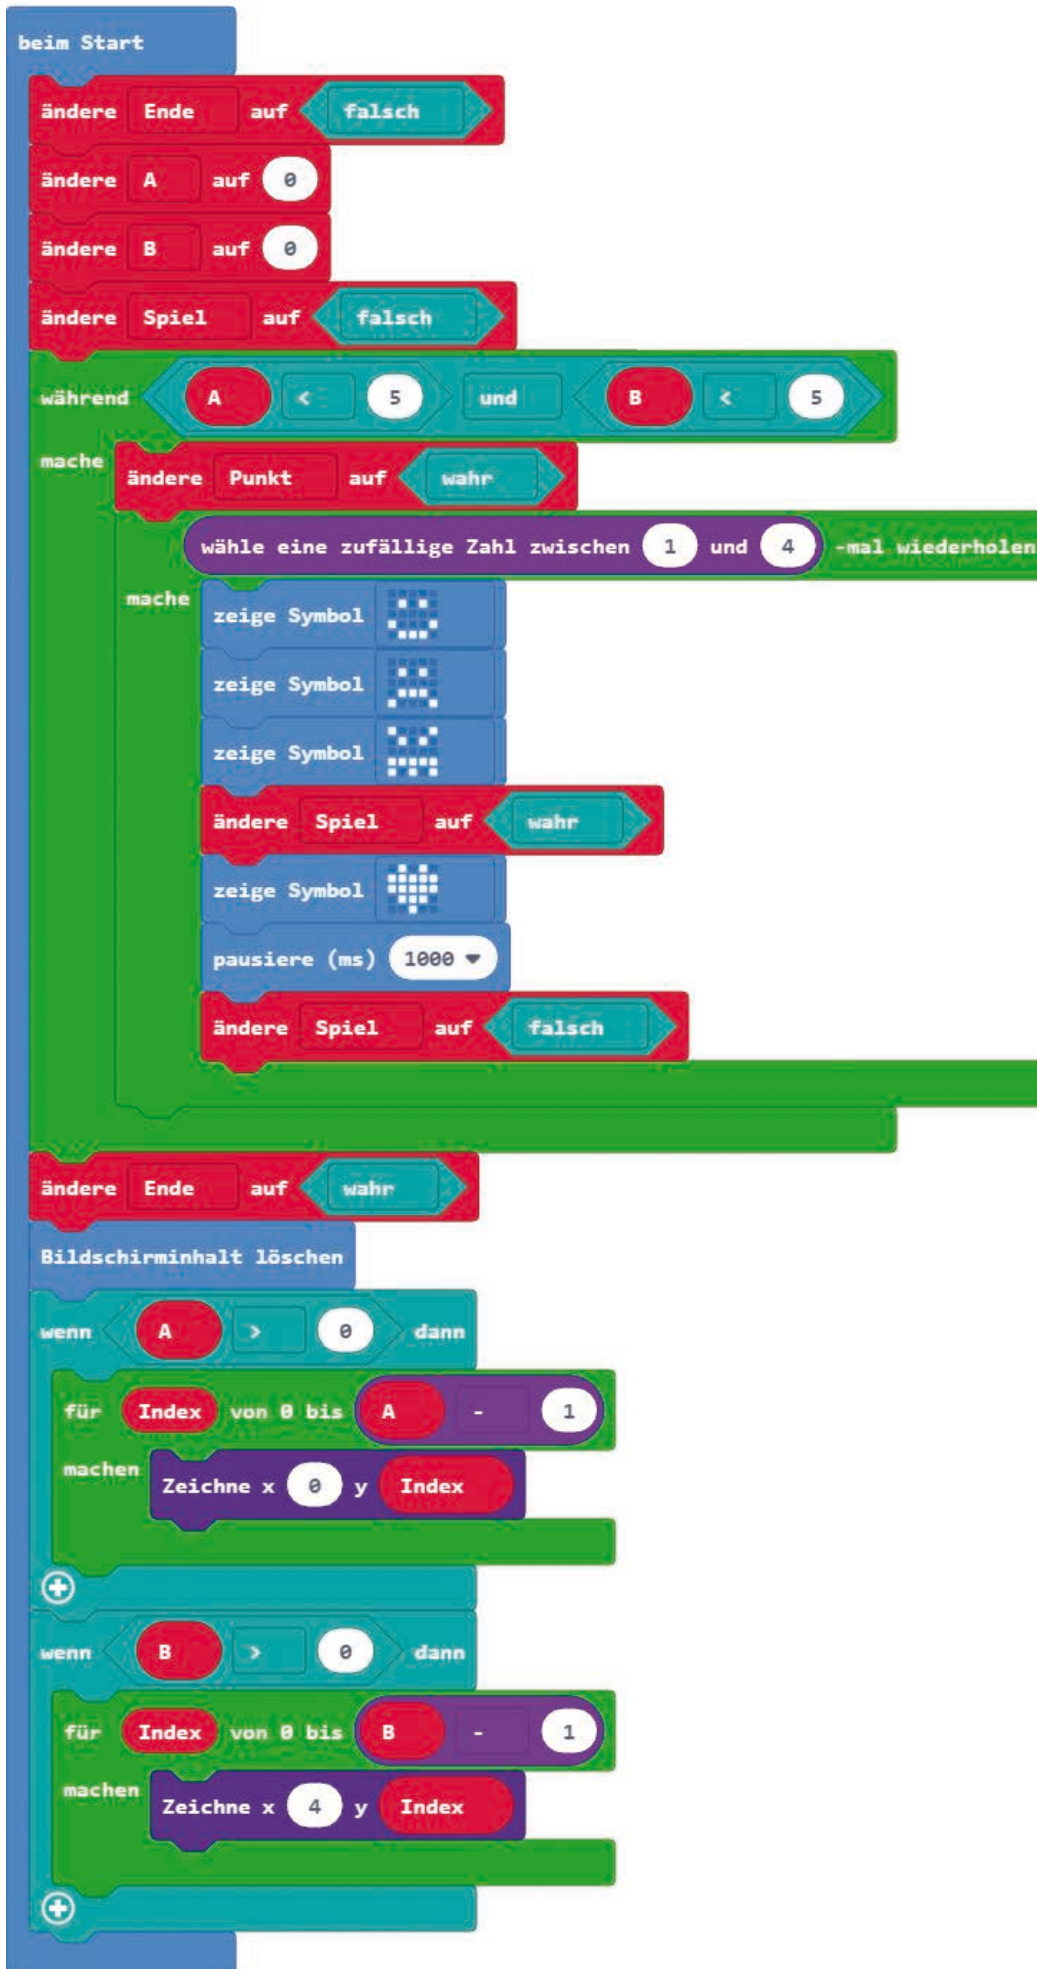 beim Start
ändere Ende auf falsch
ändere A auf 0
ändere B auf 0
ändere Spiel auf falsch
während A < 5 und B < 5
mache
ändere Punkt auf wahr
wähle eine zufällige Zahl zwischen 1 und 4 -mal wiederholen
mache
zeige Symbol
zeige Symbol
zeige Symbol
ändere Spiel auf wahr
zeige Symbol
pausiere (ms) 1000
ändere Spiel auf falsch
ändere Ende auf wahr
Bildschirminhalt löschen
wenn A > 0 dann
für Index von 0 bis A - 1
machen
Zeichne x 0 y Index
wenn B > 0 dann
für Index von 0 bis B - 1
machen
Zeichne x 4 y Index